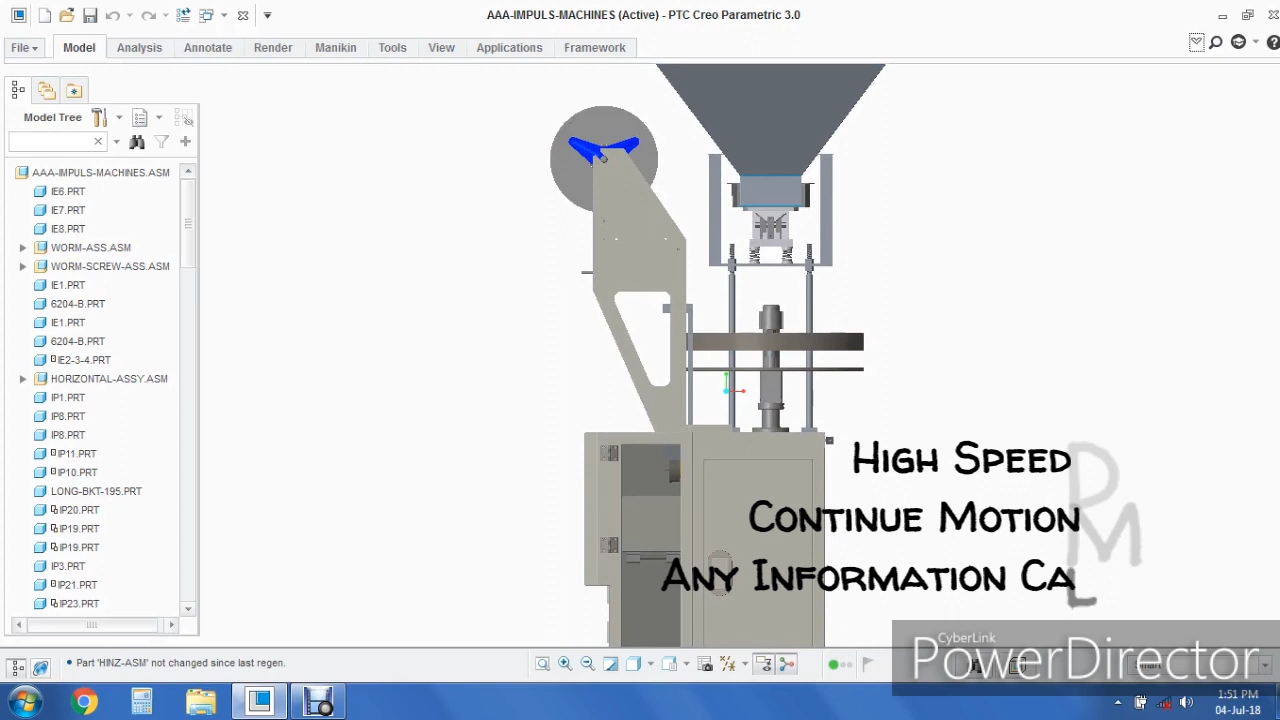 AAA-IMPULS-MACHINES (Active) - PTC Creo Parametric 3.0
File Model Analysis Annotate Render Manikin Tools View Applications Framework
Model Tree
AAA-IMPULS-MACHINES.ASM
IE6.PRT
IE7.PRT
IE8.PRT
WORM-ASS.ASM
WORM-SCREW-ASS.ASM
IE1.PRT
6204-B.PRT
IE1.PRT
6204-B.PRT
IE2-3-4.PRT
HORIZONTAL-ASSY.ASM
IP1.PRT
IP8.PRT
IP8.PRT
IP11.PRT
IP10.PRT
LONG-BKT-195.PRT
IP20.PRT
IP19.PRT
IP19.PRT
IP3.PRT
IP21.PRT
IP23.PRT
High Speed
Continue Motion
Any Information Ca
L
P
M
CyberLink
PowerDirector
• Part 'HINZ-ASM' not changed since last regen.
Smart
1:51 PM
04-Jul-18